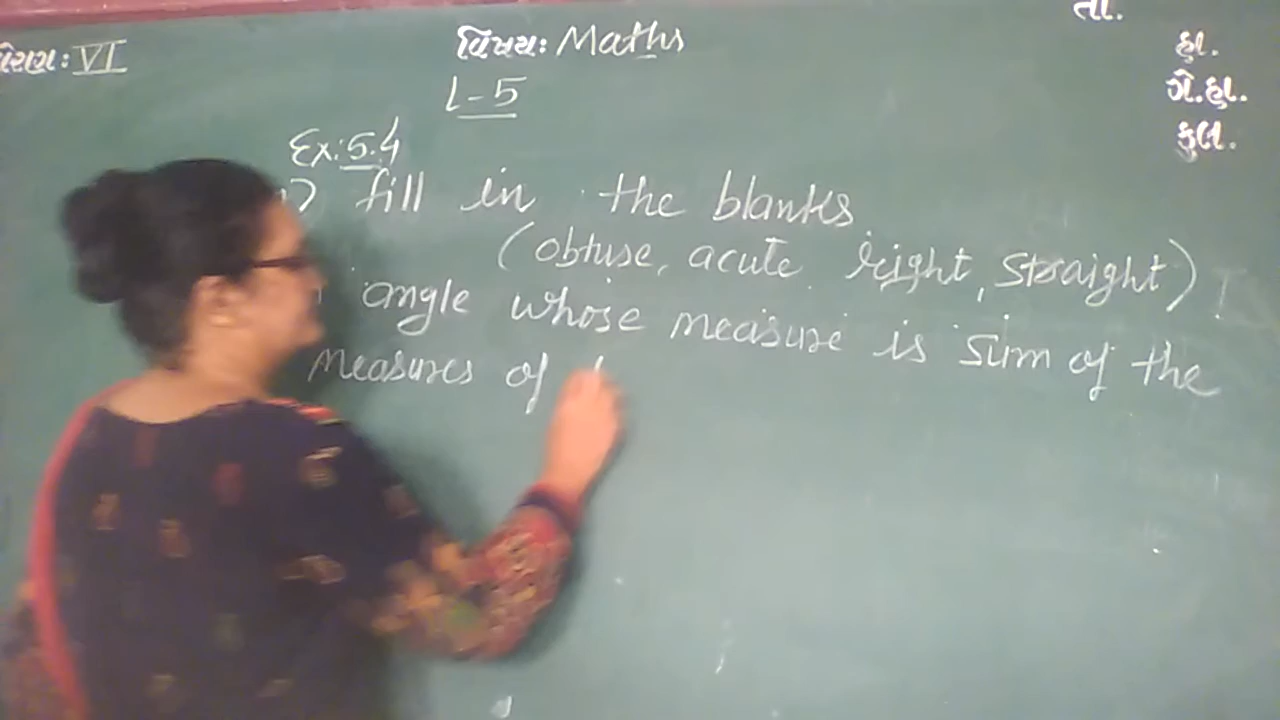 તા.
વિષય: Maths
હા.
: VI
ગે.હા.
L-5
કુલ.
Ex: 5.4
fill in the blanks
(obtuse, acute right, straight)
angle whose measure is sum of the
measures of